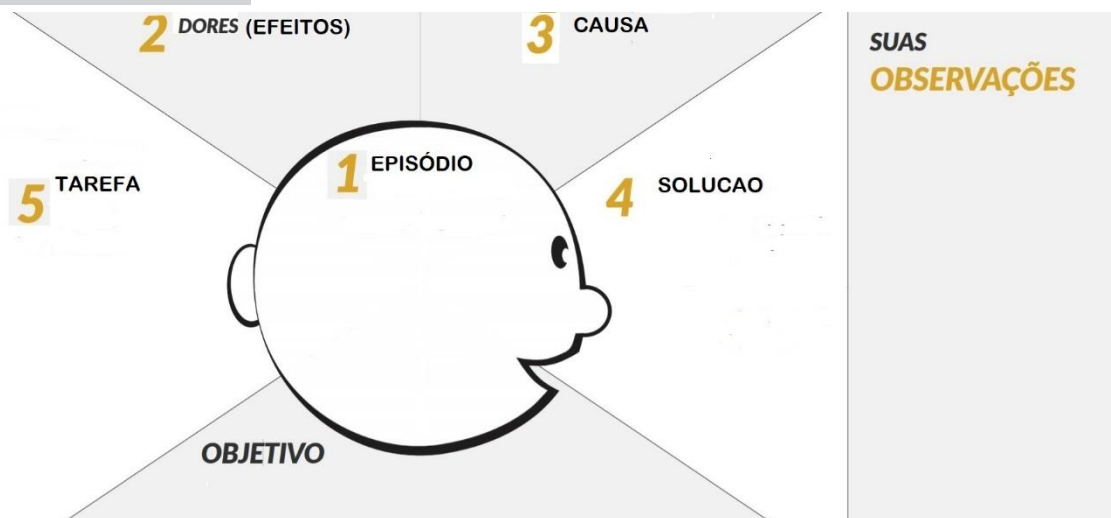 2 DORES (EFEITOS)
3 CAUSA
SUAS
OBSERVAÇÕES
1 EPISÓDIO
5 TAREFA
4 SOLUCAO
OBJETIVO